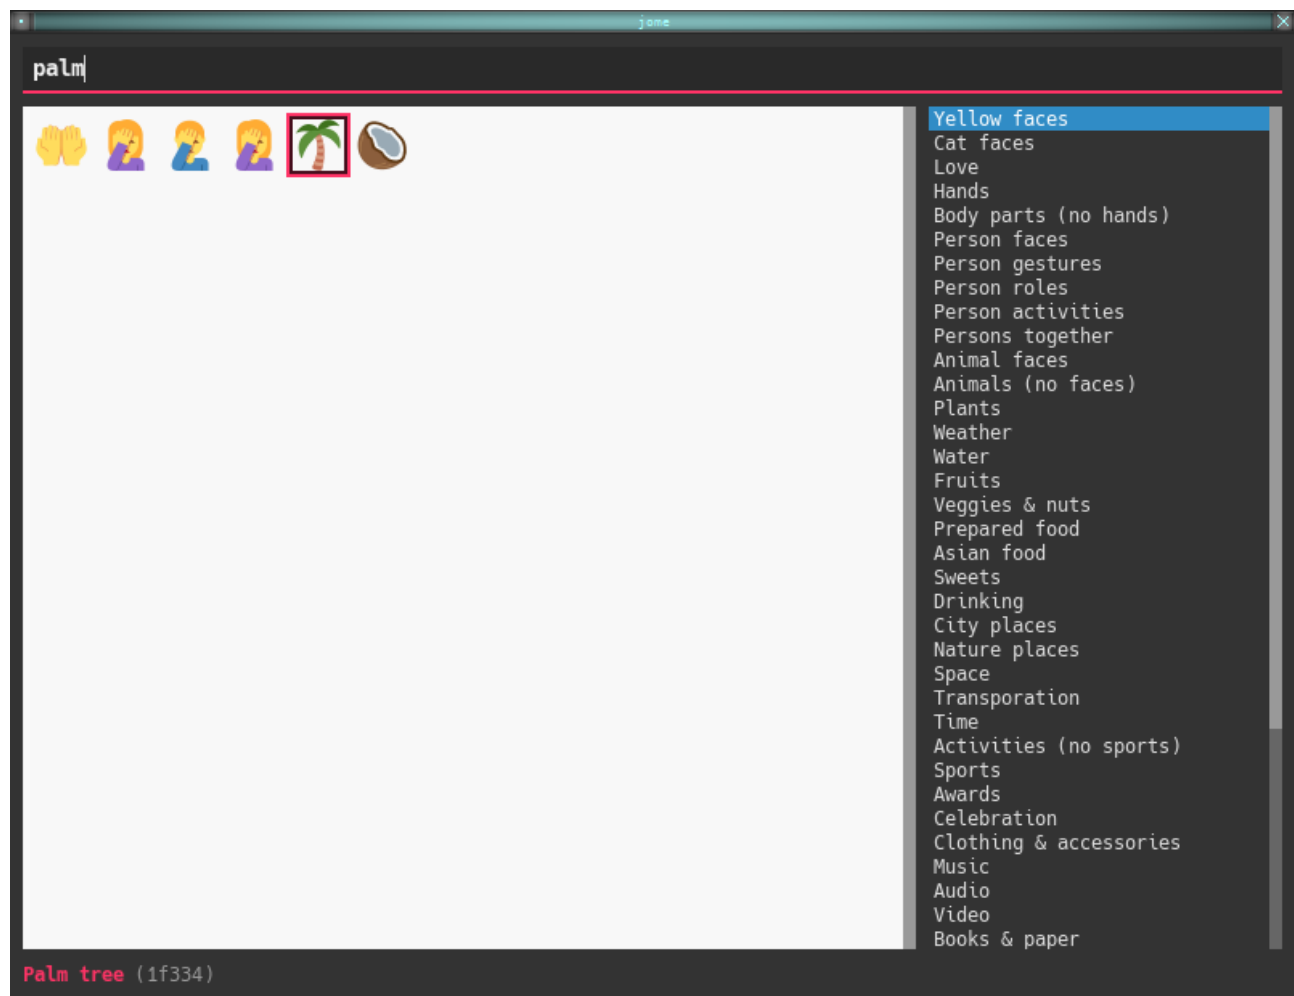 jome
palm
Yellow faces
Cat faces
Love
Hands
Body parts (no hands)
Person faces
Person gestures
Person roles
Person activities
Persons together
Animal faces
Animals (no faces)
Plants
Weather
Water
Fruits
Veggies & nuts
Prepared food
Asian food
Sweets
Drinking
City places
Nature places
Space
Transporation
Time
Activities (no sports)
Sports
Awards
Celebration
Clothing & accessories
Music
Audio
Video
Books & paper
Palm tree (1f334)